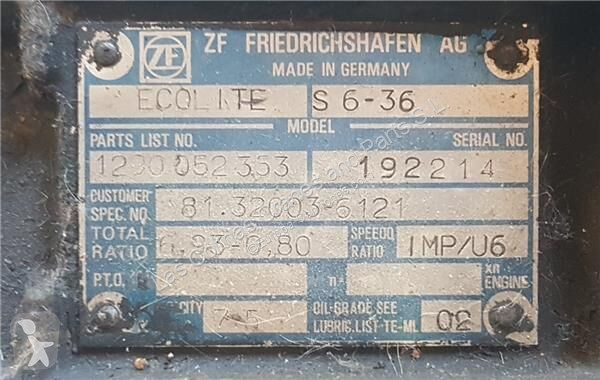 ZF FRIEDRICHSHAFEN AG
MADE IN GERMANY
ECOLITE S 6-36
MODEL
PARTS LIST NO. SERIAL NO.
1290 052 353 192214
CUSTOMER
SPEC. NO. 81.32003-6121
TOTAL
RATIO 6,93-0,80 SPEEDO
RATIO IMP/U6
P.T.O. n= xn
ENGINE
CITY 7,5 OIL GRADE SEE
LUBRIC. LIST-TE-ML 02